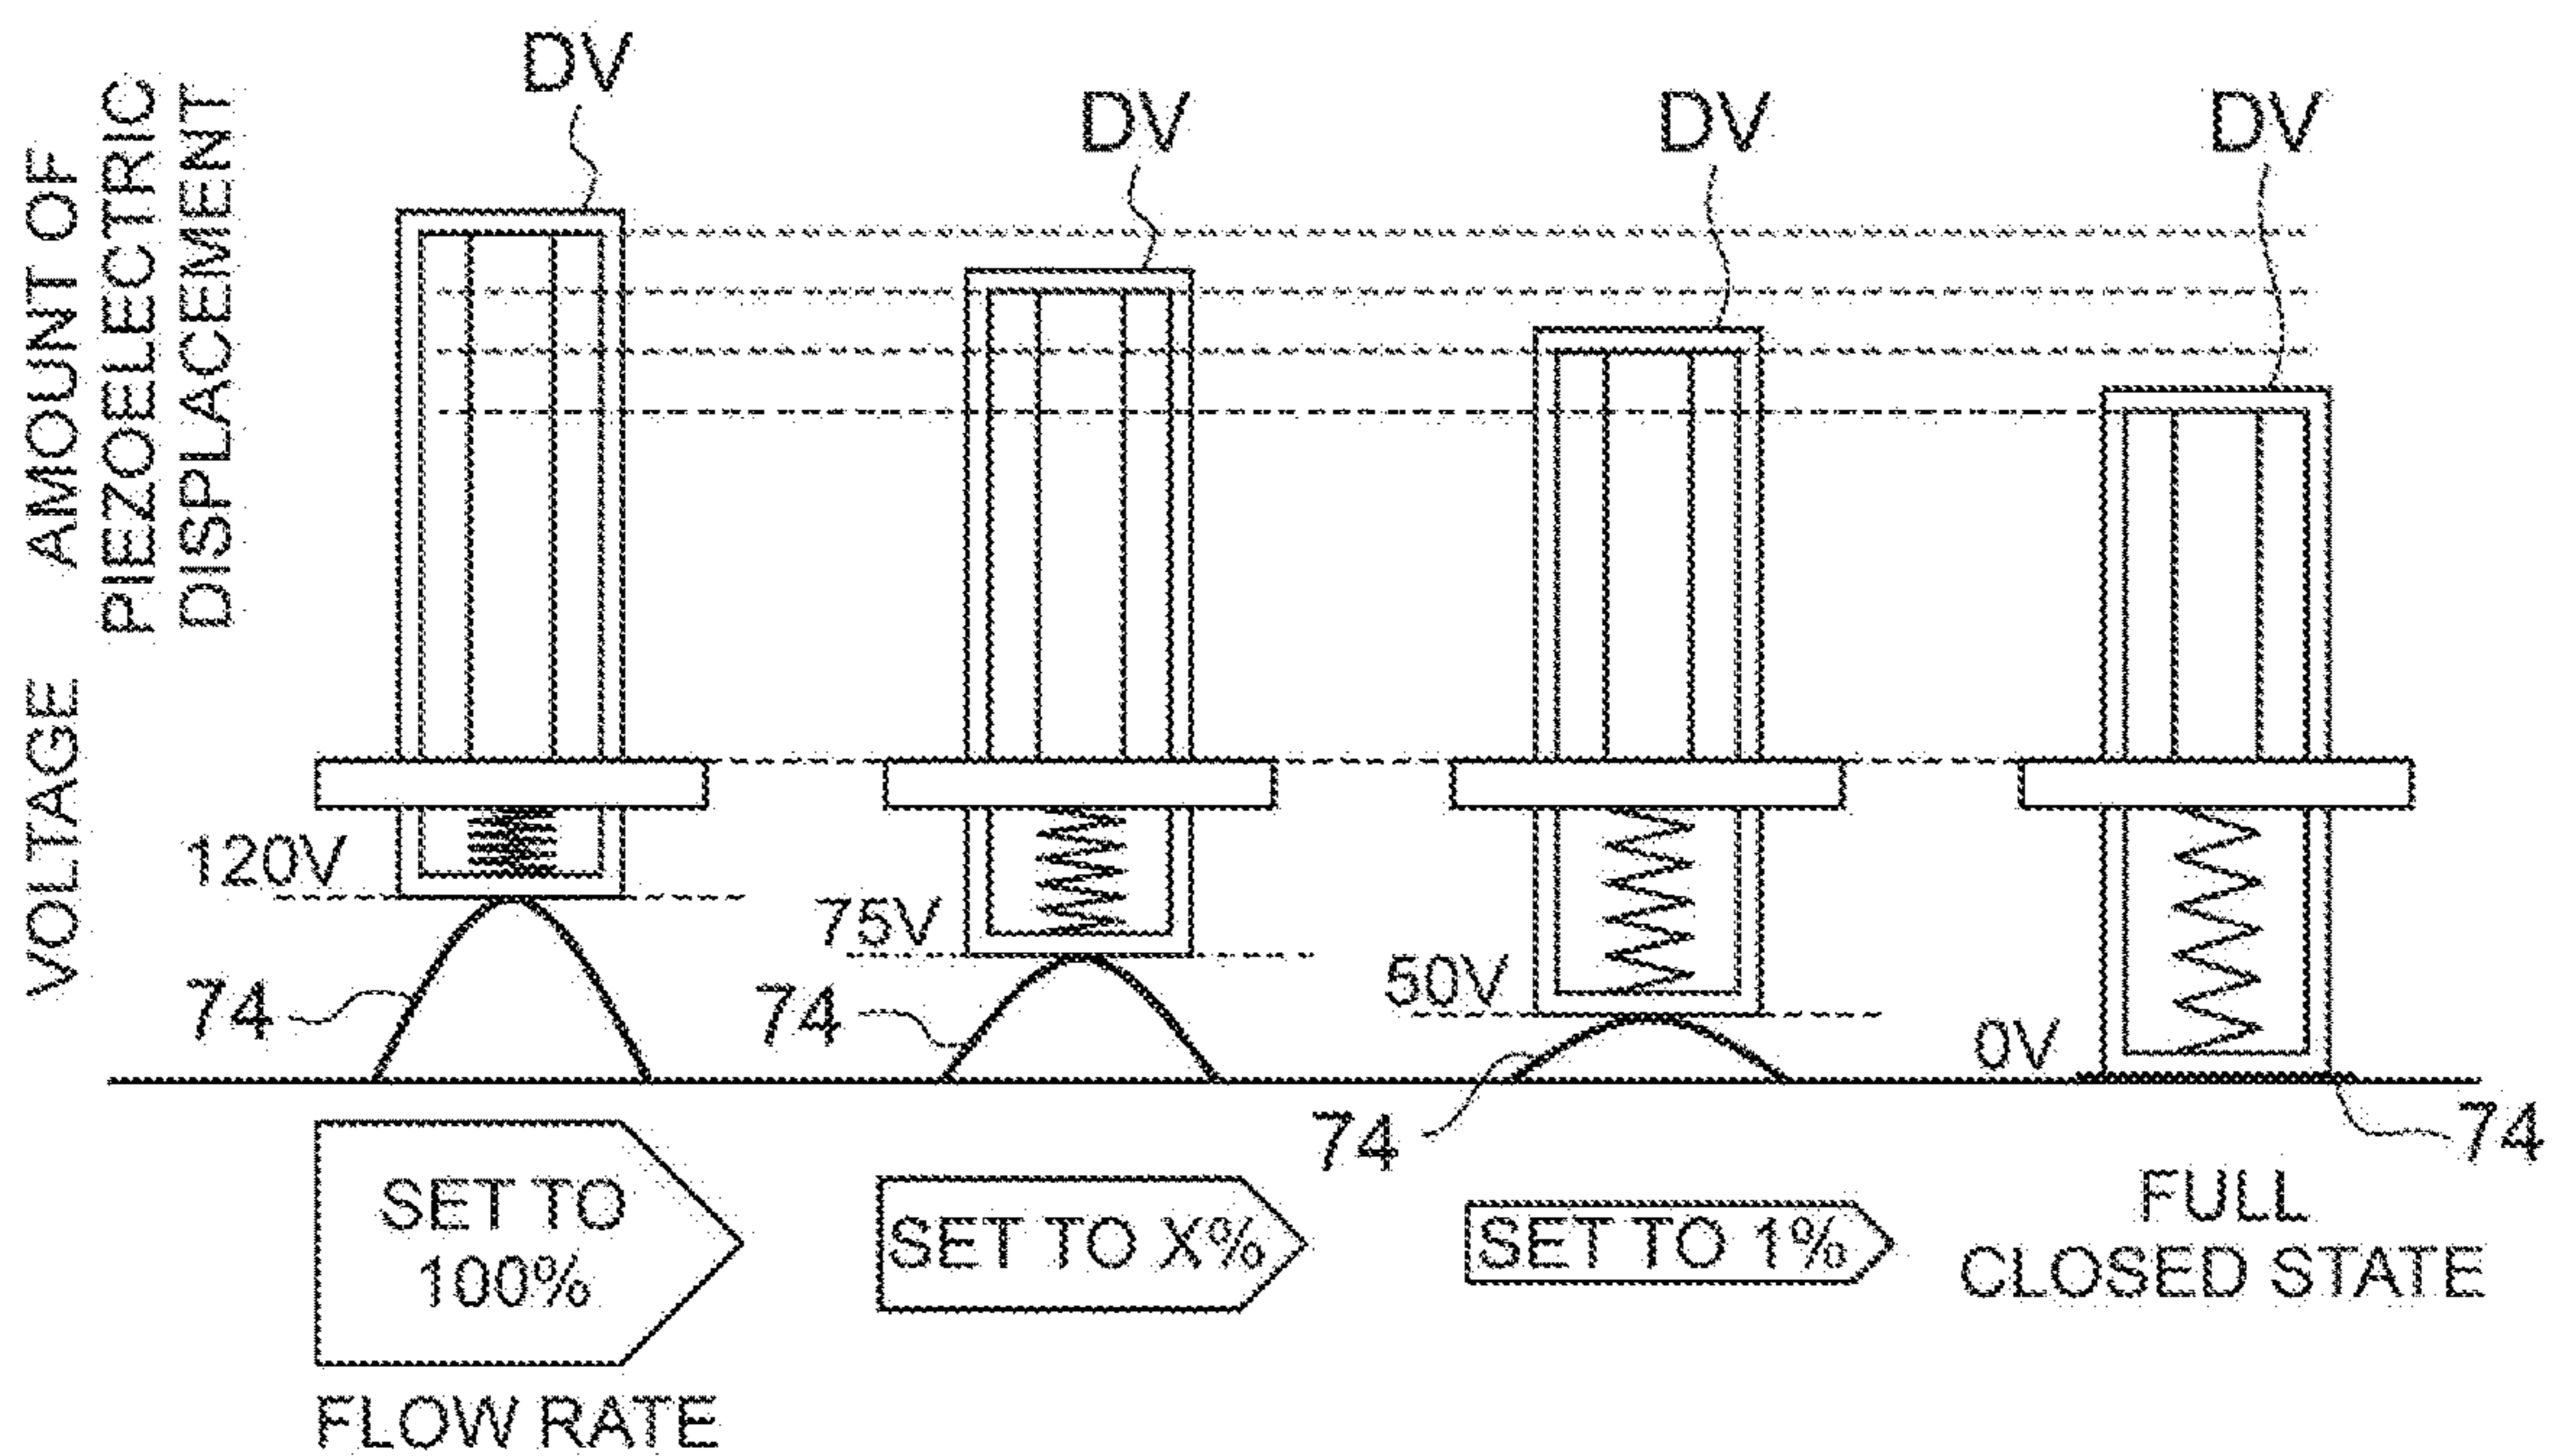 AMOUNT OF
PIEZOELECTRIC
DISPLACEMENT
VOLTAGE
DV
DV
DV
DV
120V
75V
50V
0V
74
74
74
74
SET TO
100%
SET TO X%
SET TO 1%
FULL
CLOSED STATE
FLOW RATE